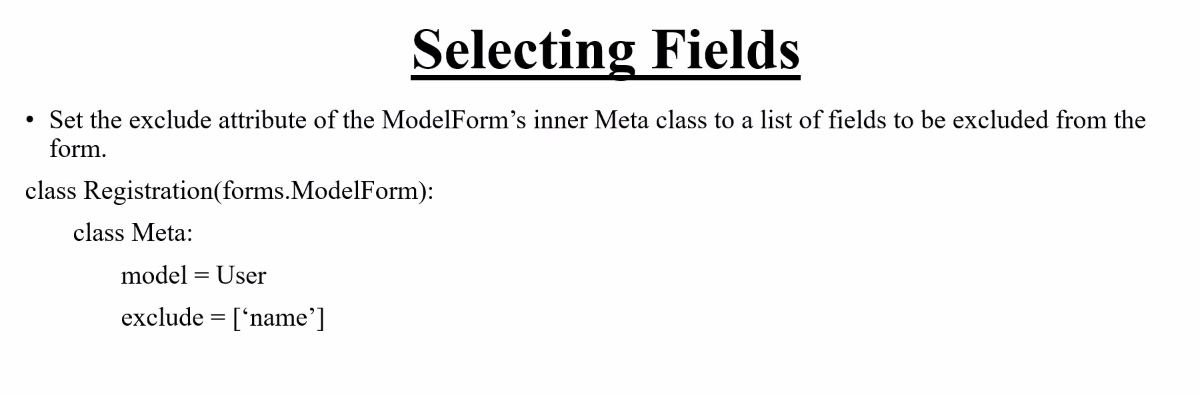 Selecting Fields
• Set the exclude attribute of the ModelForm’s inner Meta class to a list of fields to be excluded from the
form.
class Registration(forms.ModelForm):
class Meta:
model = User
exclude = [‘name’]